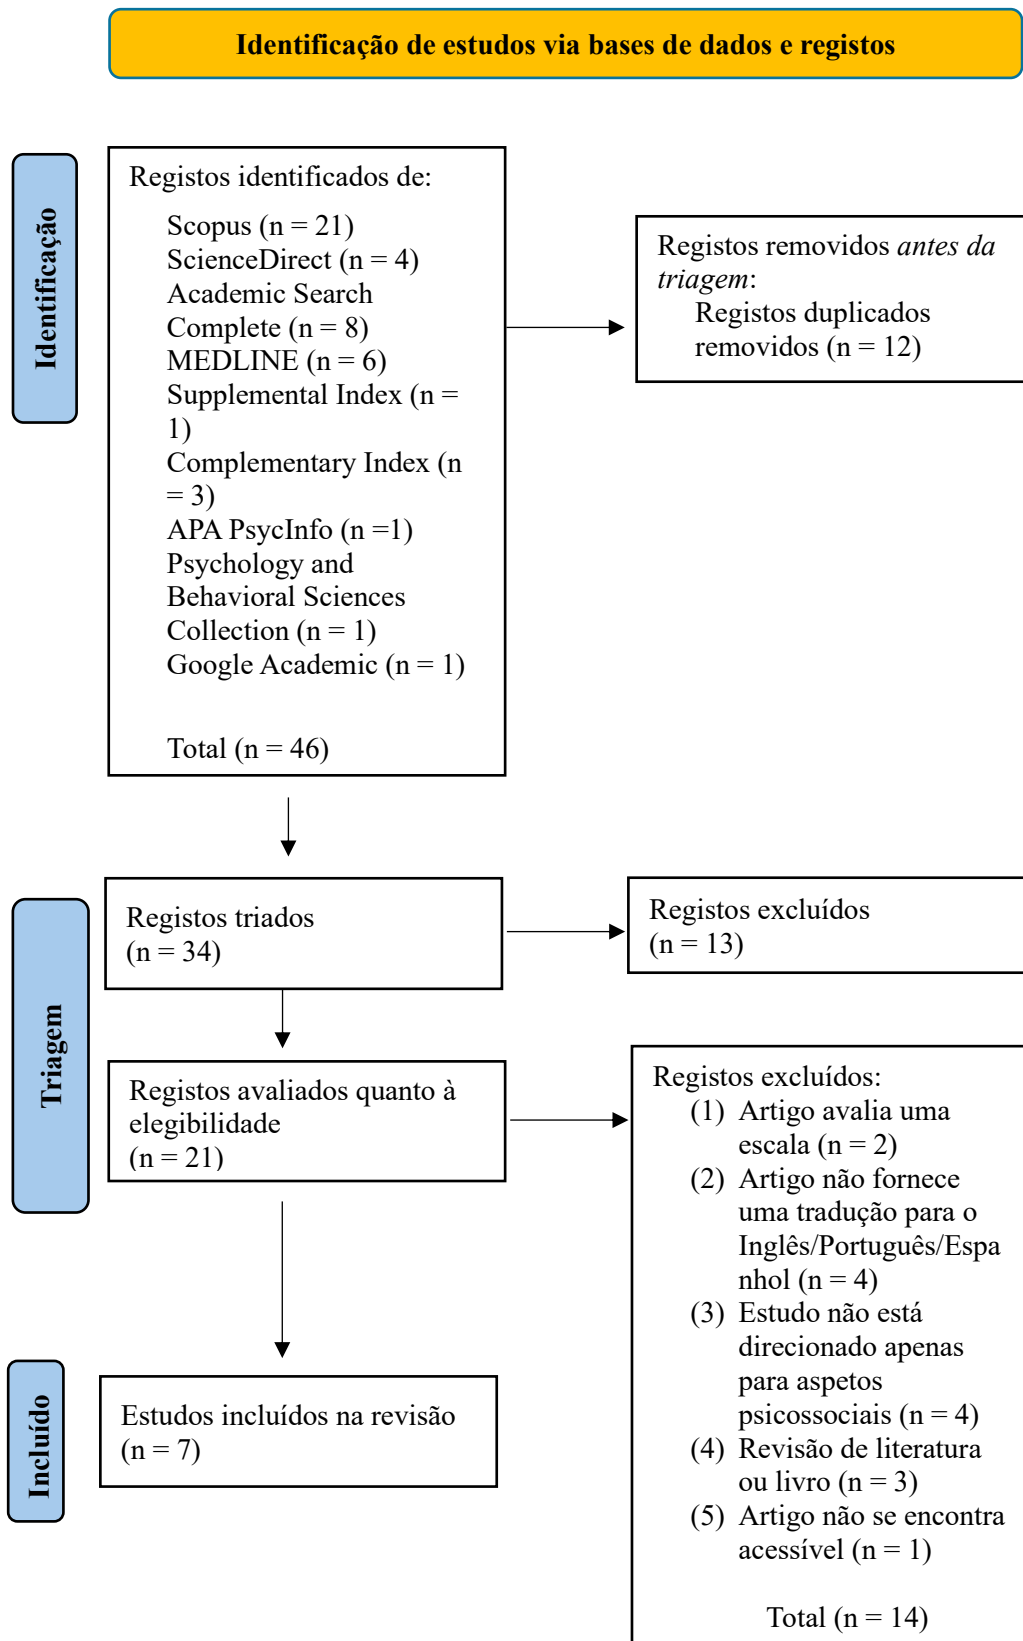 Identificação de estudos via bases de dados e registos
Identificação
Registos identificados de:
Scopus (n = 21)
ScienceDirect (n = 4)
Academic Search
Complete (n = 8)
MEDLINE (n = 6)
Supplemental Index (n =
1)
Complementary Index (n
= 3)
APA PsycInfo (n =1)
Psychology and
Behavioral Sciences
Collection (n = 1)
Google Academic (n = 1)
Total (n = 46)
Registos removidos antes da
triagem:
Registos duplicados
removidos (n = 12)
Triagem
Registos triados
(n = 34)
Registos excluídos
(n = 13)
Registos avaliados quanto à
elegibilidade
(n = 21)
Registos excluídos:
(1) Artigo avalia uma
escala (n = 2)
(2) Artigo não fornece
uma tradução para o
Inglês/Português/Espa
nhol (n = 4)
(3) Estudo não está
direcionado apenas
para aspetos
psicossociais (n = 4)
(4) Revisão de literatura
ou livro (n = 3)
(5) Artigo não se encontra
acessível (n = 1)
Total (n = 14)
Incluído
Estudos incluídos na revisão
(n = 7)